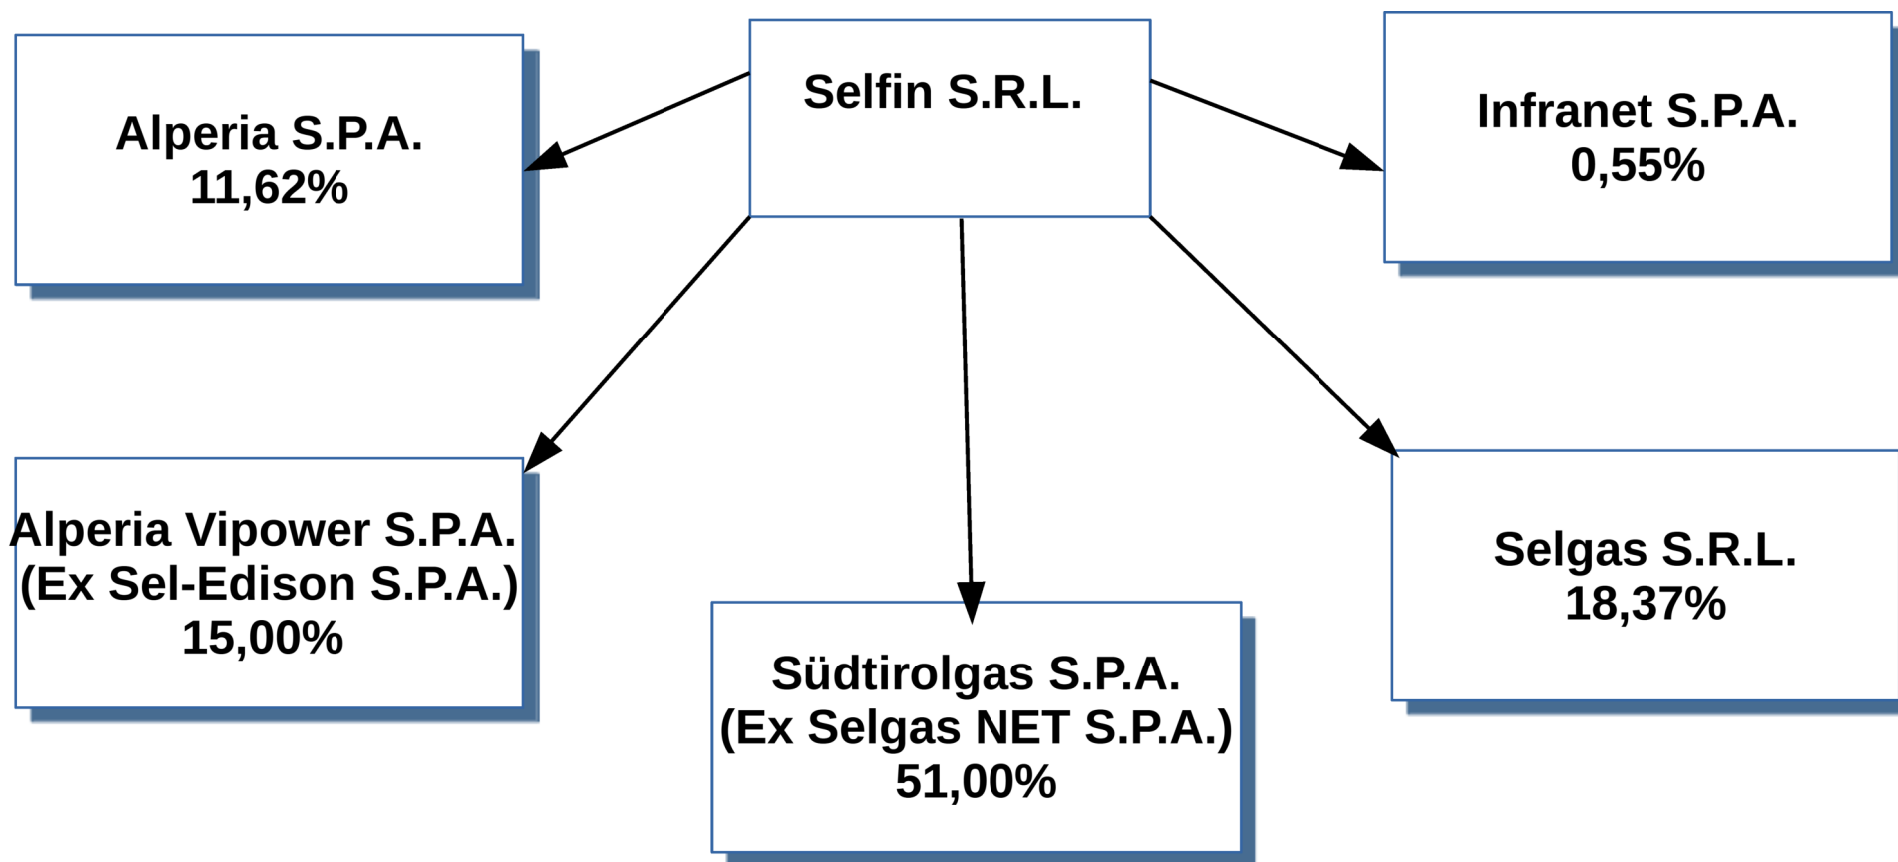 Selfin S.R.L.
Alperia S.P.A.
11,62%
Infranet S.P.A.
0,55%
Alperia Vipower S.P.A.
(Ex Sel-Edison S.P.A.)
15,00%
Südtirolgas S.P.A.
(Ex Selgas NET S.P.A.)
51,00%
Selgas S.R.L.
18,37%